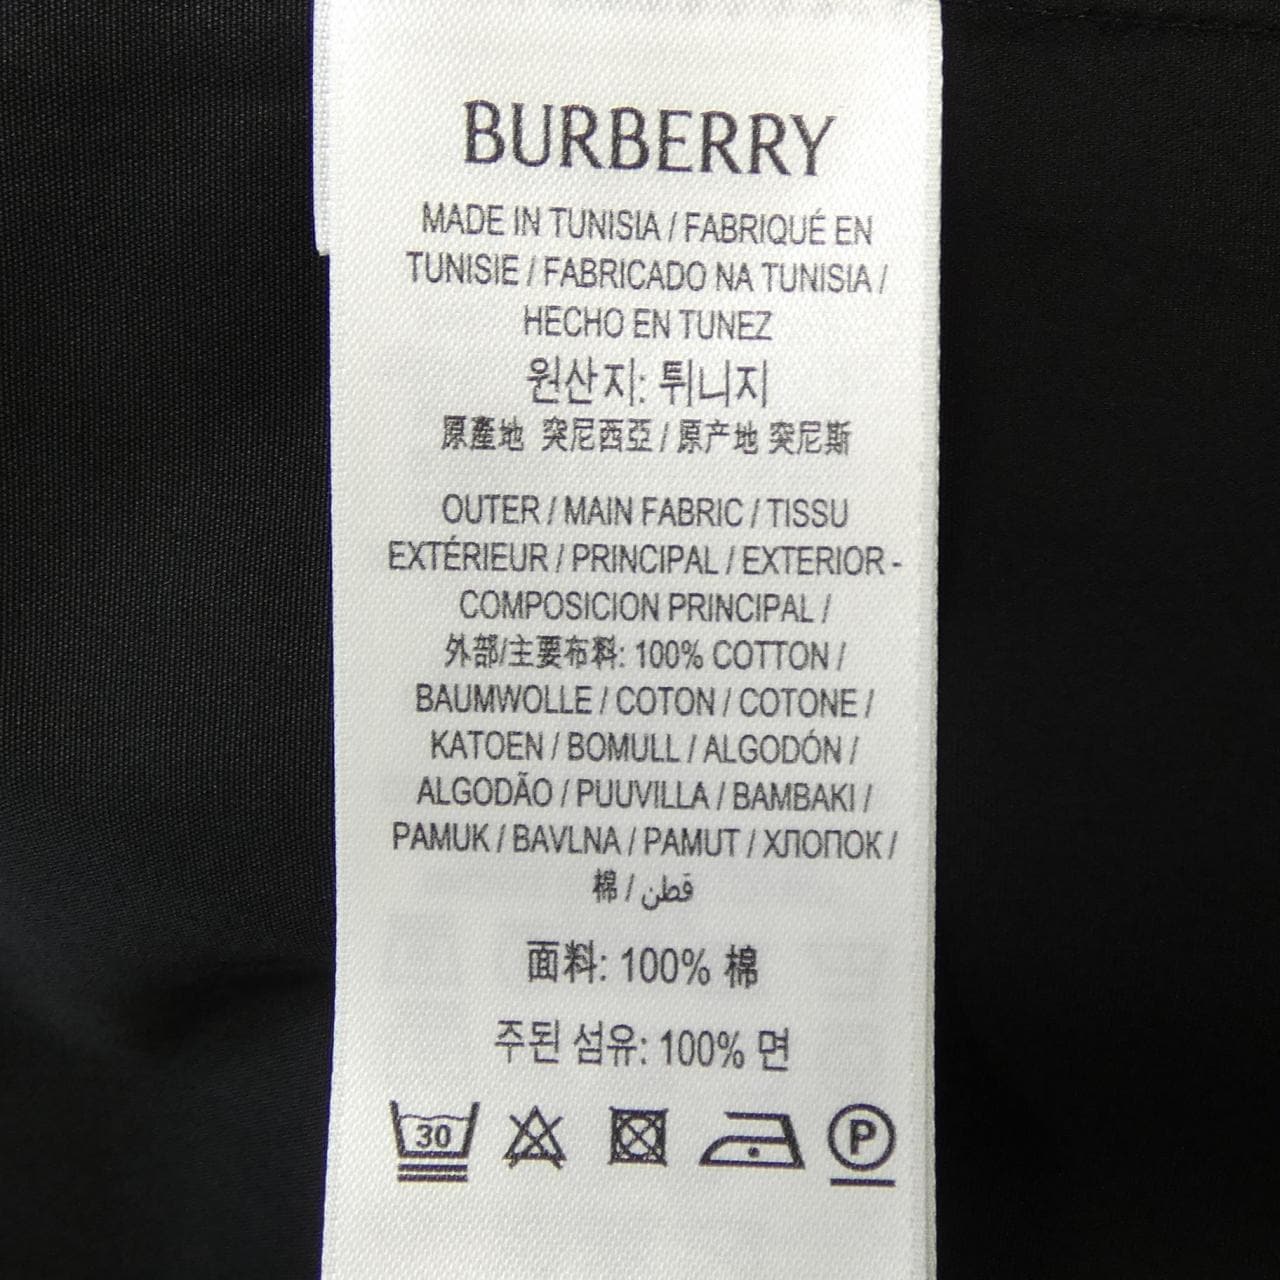 BURBERRY
MADE IN TUNISIA / FABRIQUÉ EN
TUNISIE / FABRICADO NA TUNISIA /
HECHO EN TUNEZ
원산지: 튀니지
原產地 突尼西亞 / 原产地 突尼斯
OUTER / MAIN FABRIC / TISSU
EXTÉRIEUR / PRINCIPAL / EXTERIOR -
COMPOSICION PRINCIPAL /
外部/主要布料: 100% COTTON /
BAUMWOLLE / COTON / COTONE /
KATOEN / BOMULL / ALGODÓN /
ALGODÃO / PUUVILLA / BAMBAKI /
PAMUK / BAVLNA / PAMUT / ХЛОПОК /
棉 / قطن
面料: 100% 棉
주된 섬유: 100% 면
30 P